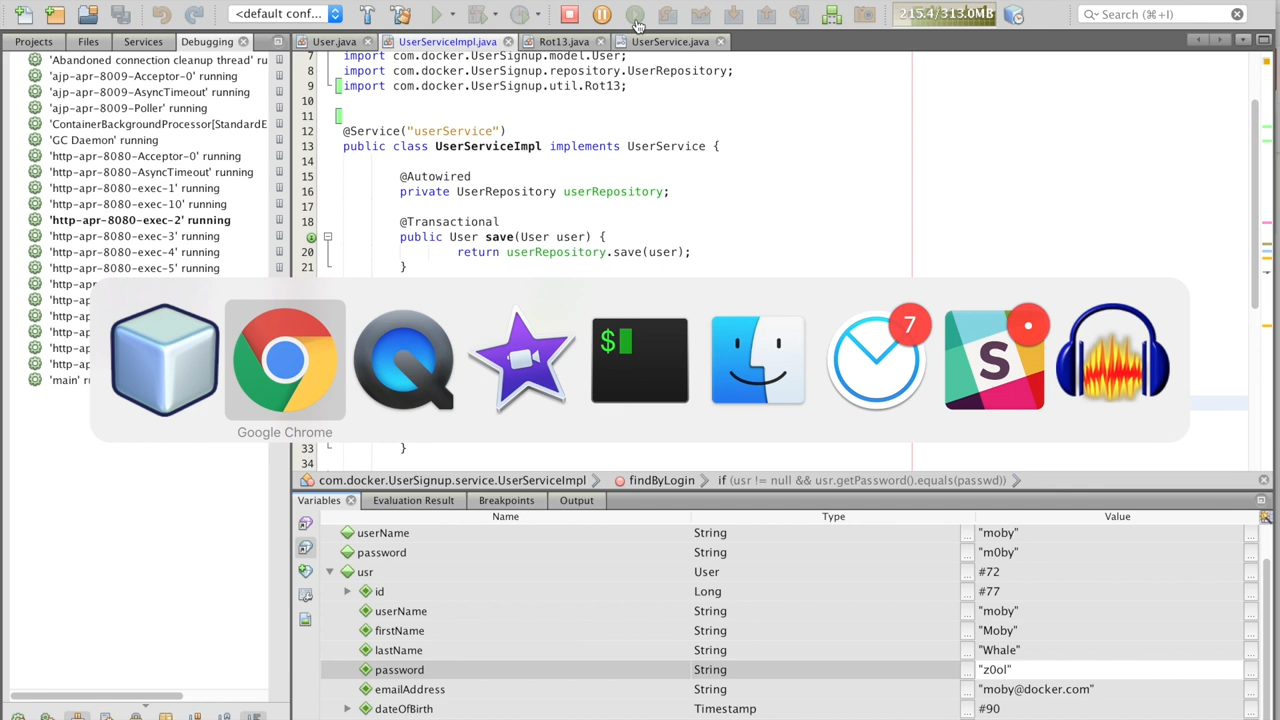 <default conf...
215.4/313.0MB
Search (⌘+I)
Projects
Files
Services
Debugging
User.java
UserServiceImpl.java
Rot13.java
UserService.java
'Abandoned connection cleanup thread' ru
'ajp-apr-8009-Acceptor-0' running
'ajp-apr-8009-AsyncTimeout' running
'ajp-apr-8009-Poller' running
'ContainerBackgroundProcessor[StandardE
'GC Daemon' running
'http-apr-8080-Acceptor-0' running
'http-apr-8080-AsyncTimeout' running
'http-apr-8080-exec-1' running
'http-apr-8080-exec-10' running
'http-apr-8080-exec-2' running
'http-apr-8080-exec-3' running
'http-apr-8080-exec-4' running
'http-apr-8080-exec-5' running
'main' ru
7 import com.docker.UserSignup.model.User;
8 import com.docker.UserSignup.repository.UserRepository;
9 import com.docker.UserSignup.util.Rot13;
10
11
12 @Service("userService")
13 public class UserServiceImpl implements UserService {
14
15 @Autowired
16 private UserRepository userRepository;
17
18 @Transactional
public User save(User user) {
20 return userRepository.save(user);
21 }
$
7
S
Google Chrome
33 }
34
com.docker.UserSignup.service.UserServiceImpl
findByLogin
if (usr != null && usr.getPassword().equals(passwd))
Variables
Evaluation Result
Breakpoints
Output
Name Type Value
userName String ... "moby" ...
password String ... "m0by" ...
usr User ... #72 ...
id Long ... #77 ...
userName String ... "moby" ...
firstName String ... "Moby" ...
lastName String ... "Whale" ...
password String ... "z0ol" ...
emailAddress String ... "moby@docker.com" ...
dateOfBirth Timestamp ... #90 ...